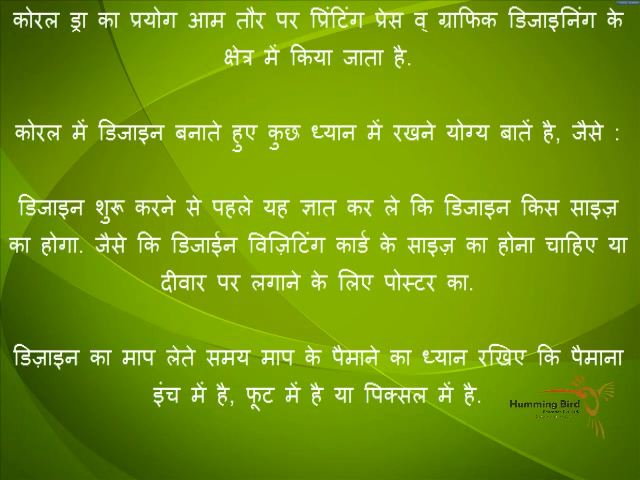 कोरल ड्रा का प्रयोग आम तौर पर प्रिंटिंग प्रेस व् ग्राफिक डिजाइनिंग के
क्षेत्र में किया जाता है.
कोरल में डिजाइन बनाते हुए कुछ ध्यान में रखने योग्य बातें है, जैसे :
डिजाइन शुरू करने से पहले यह ज्ञात कर ले कि डिजाइन किस साइज़
का होगा. जैसे कि डिजाईन विज़िटिंग कार्ड के साइज़ का होना चाहिए या
दीवार पर लगाने के लिए पोस्टर का.
डिज़ाइन का माप लेते समय माप के पैमाने का ध्यान रखिए कि पैमाना
इंच में है, फूट में है या पिक्सल में है.
Humming Bird